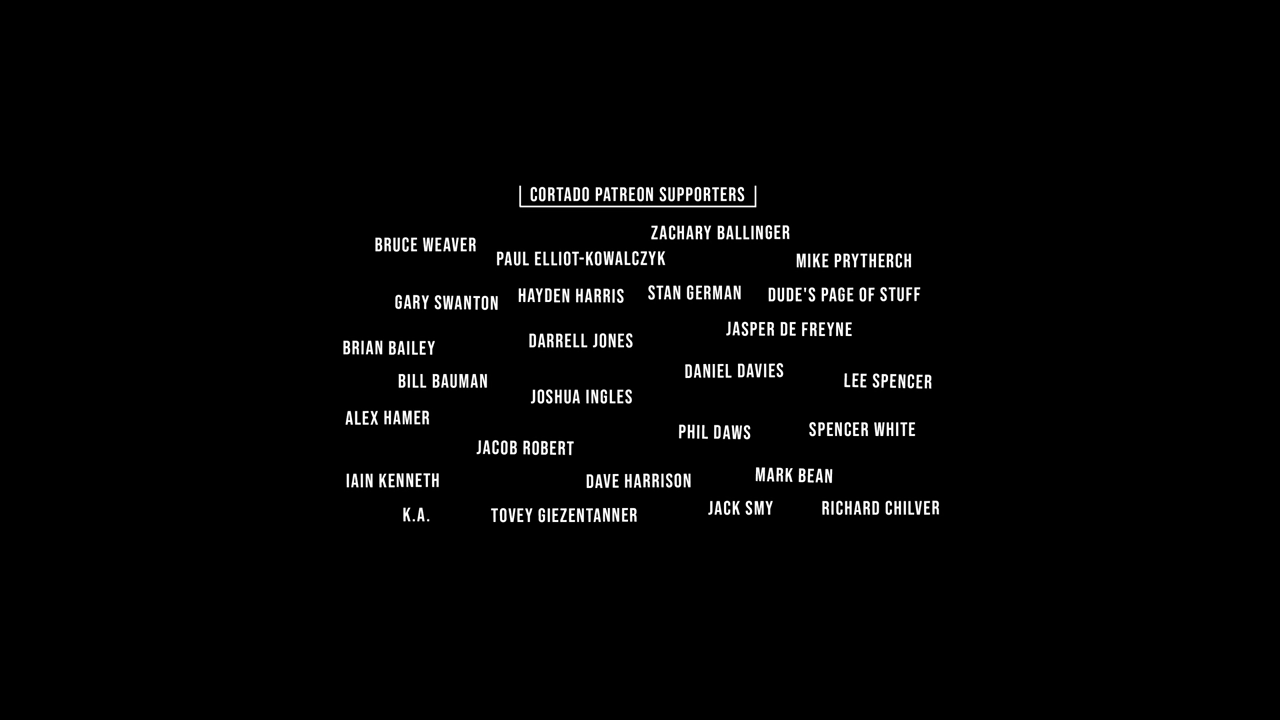 CORTADO PATREON SUPPORTERS
ZACHARY BALLINGER
BRUCE WEAVER
PAUL ELLIOT-KOWALCZYK
MIKE PRYTHERCH
GARY SWANTON
HAYDEN HARRIS
STAN GERMAN
DUDE'S PAGE OF STUFF
JASPER DE FREYNE
BRIAN BAILEY
DARRELL JONES
DANIEL DAVIES
LEE SPENCER
BILL BAUMAN
JOSHUA INGLES
ALEX HAMER
PHIL DAWS
SPENCER WHITE
JACOB ROBERT
IAIN KENNETH
DAVE HARRISON
MARK BEAN
K.A.
TOVEY GIEZENTANNER
JACK SMY
RICHARD CHILVER